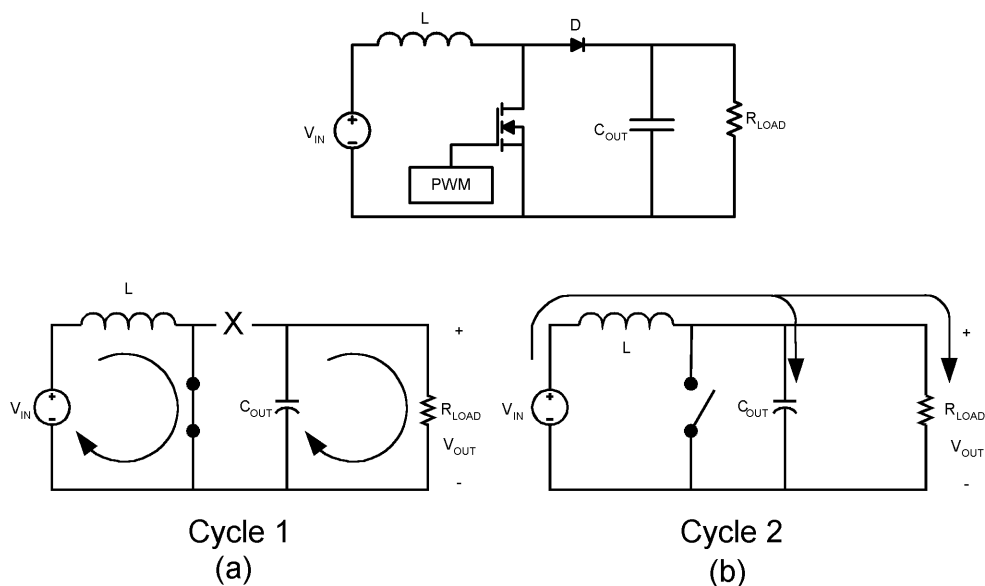 L
D
+
V_IN
-
PWM
C_OUT
R_LOAD
L
X
+
+
V_IN
-
C_OUT
R_LOAD
V_OUT
-
L
+
+
V_IN
-
C_OUT
R_LOAD
V_OUT
-
Cycle 1
(a)
Cycle 2
(b)